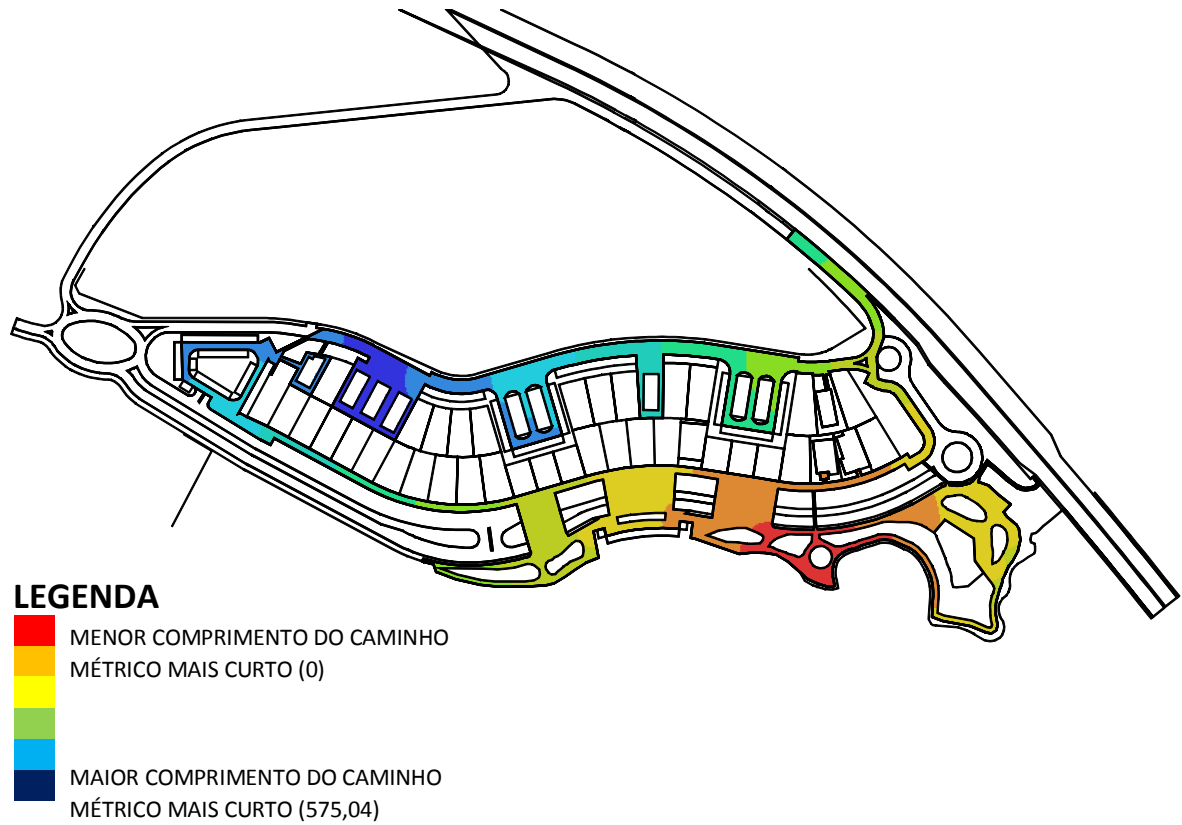 LEGENDA
MENOR COMPRIMENTO DO CAMINHO
MÉTRICO MAIS CURTO (0)
MAIOR COMPRIMENTO DO CAMINHO
MÉTRICO MAIS CURTO (575,04)